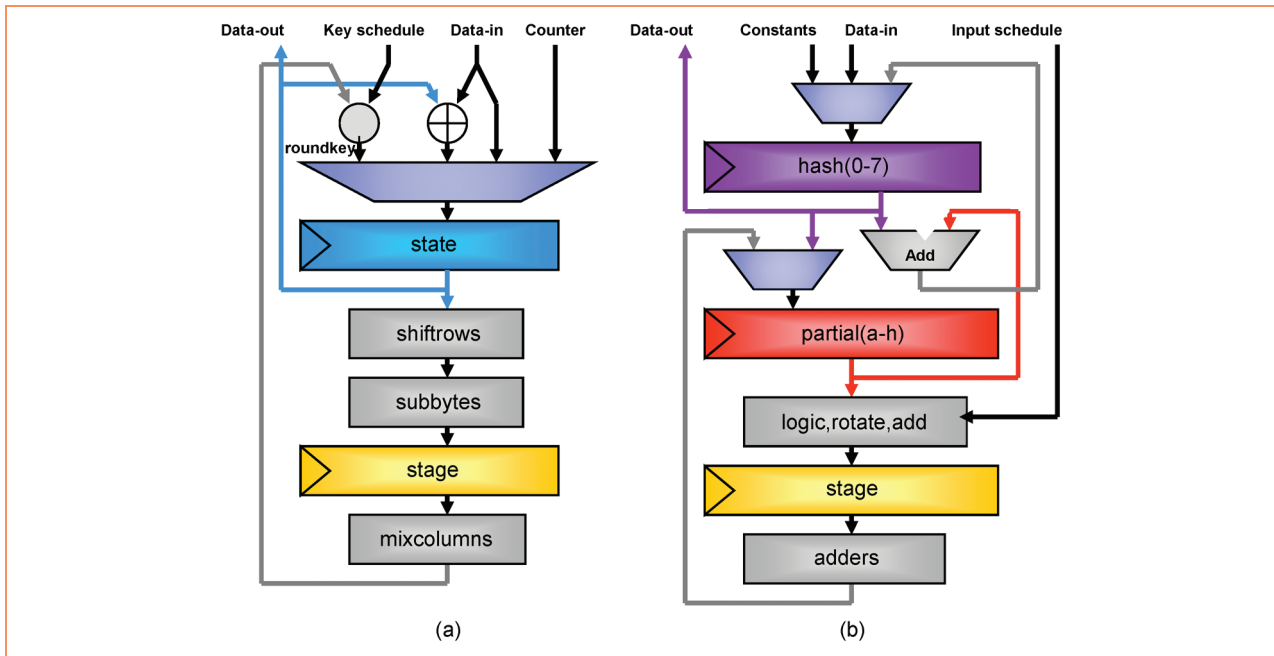 Data-out
Key schedule
Data-in
Counter
roundkey
state
shiftrows
subbytes
stage
mixcolumns
(a)
Data-out
Constants
Data-in
Input schedule
hash(0-7)
Add
partial(a-h)
logic,rotate,add
stage
adders
(b)